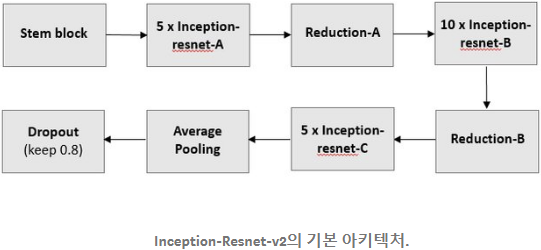 Stem block
5 x Inception-
resnet-A
Reduction-A
10 x Inception-
resnet-B
Reduction-B
5 x Inception-
resnet-C
Average
Pooling
Dropout
(keep 0.8)
Inception-Resnet-v2의 기본 아키텍처.